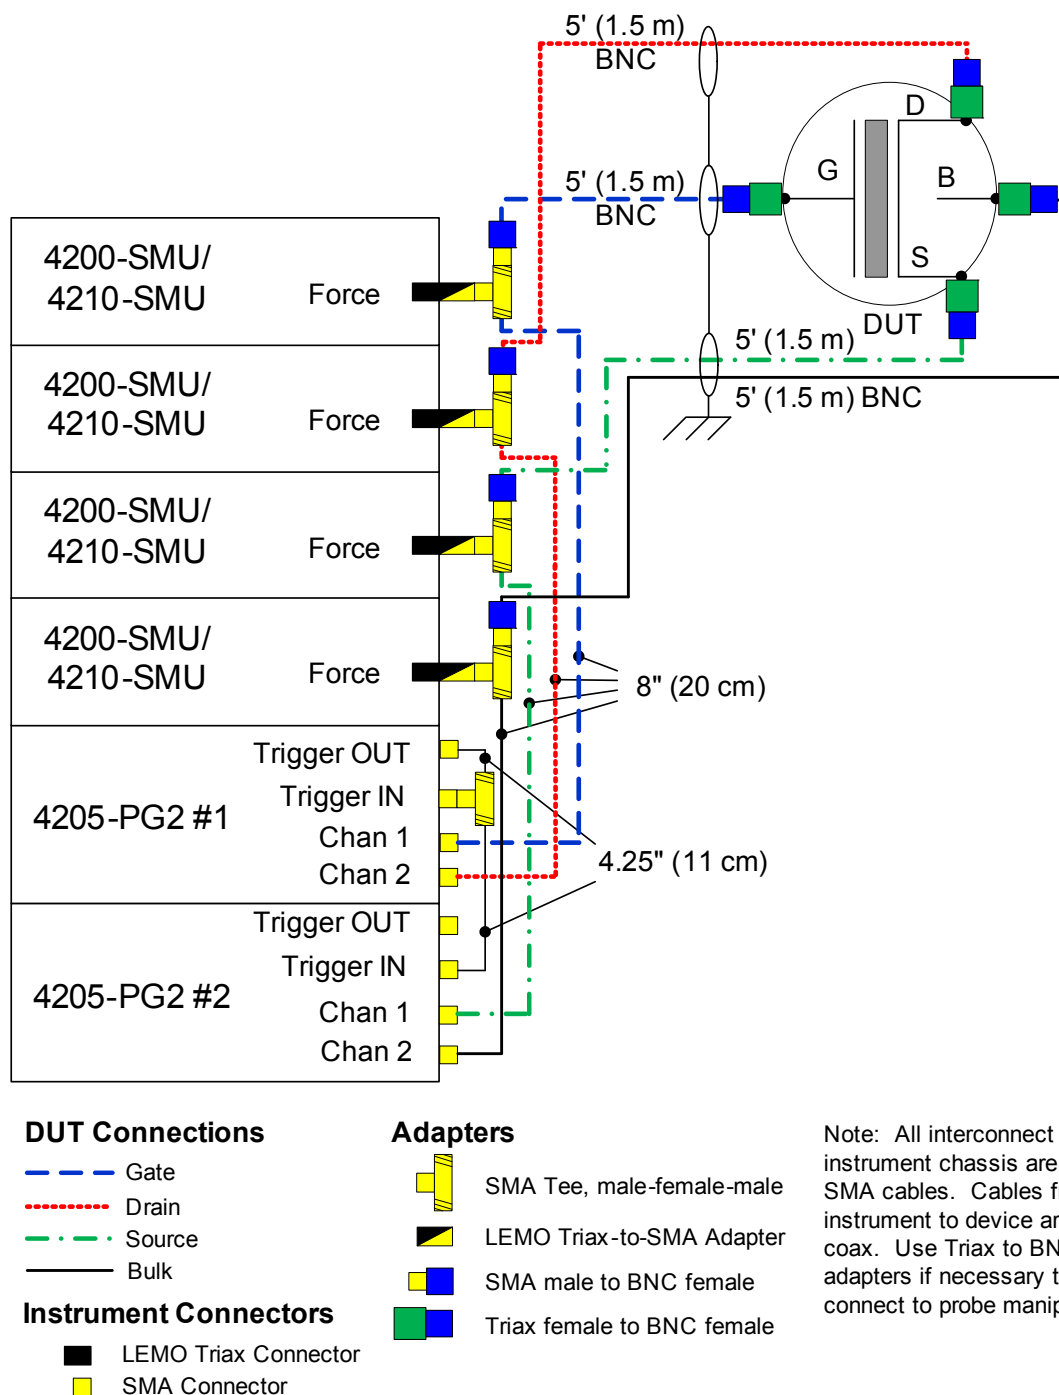 5' (1.5 m)
BNC
D
G
B
S
DUT
5' (1.5 m)
BNC
5' (1.5 m)
5' (1.5 m) BNC
4200-SMU/
4210-SMU
Force
4200-SMU/
4210-SMU
Force
4200-SMU/
4210-SMU
Force
4200-SMU/
4210-SMU
Force
8" (20 cm)
4205-PG2 #1
Trigger OUT
Trigger IN
Chan 1
Chan 2
4.25" (11 cm)
4205-PG2 #2
Trigger OUT
Trigger IN
Chan 1
Chan 2
DUT Connections
Gate
Drain
Source
Bulk
Instrument Connectors
LEMO Triax Connector
SMA Connector
Adapters
SMA Tee, male-female-male
LEMO Triax-to-SMA Adapter
SMA male to BNC female
Triax female to BNC female
Note: All interconnect
instrument chassis are
SMA cables. Cables
instrument to device
coax. Use Triax to
adapters if necessary
connect to probe